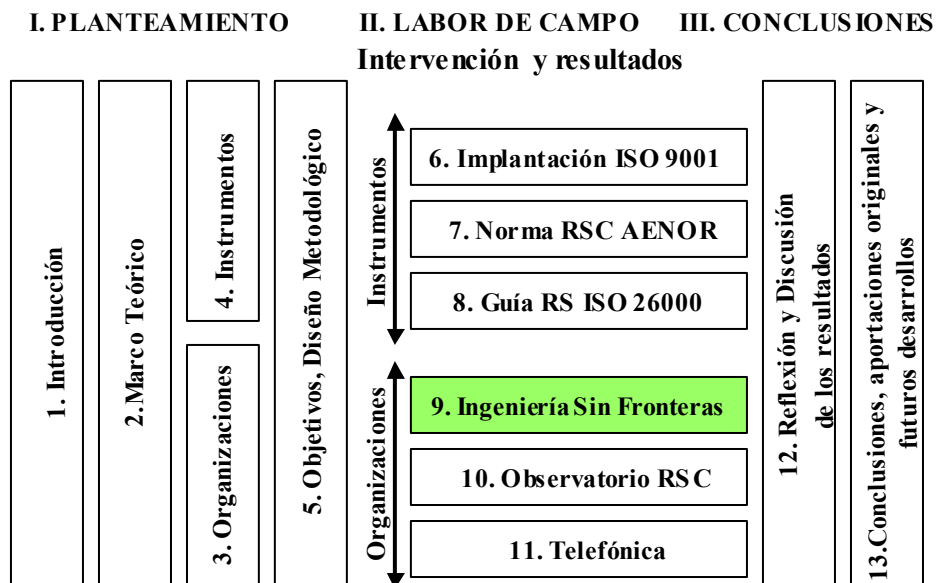 I. PLANTEAMIENTO
II. LABOR DE CAMPO
III. CONCLUSIONES
Intervención y resultados
1. Introducción
2.Marco Teórico
4. Instrumentos
3. Organizaciones
5. Objetivos, Diseño Metodológico
Instrumentos
6. Implantación ISO 9001
7. Norma RSC AENOR
8. Guía RS ISO 26000
Organizaciones
9. Ingeniería Sin Fronteras
10. Observatorio RSC
11. Telefónica
12. Reflexión y Discusión
de los resultados
13.Conclusiones, aportaciones originales y
futuros desarrollos